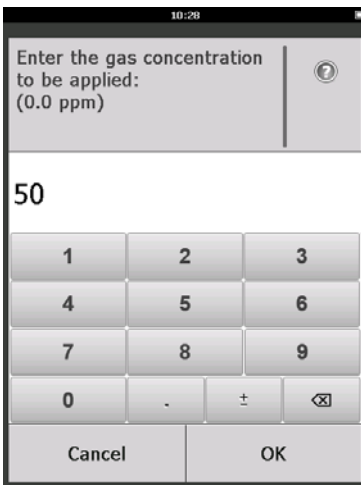 10:28
Enter the gas concentration
to be applied:
(0.0 ppm)
?
50
1 2 3
4 5 6
7 8 9
0 . ±
Cancel OK